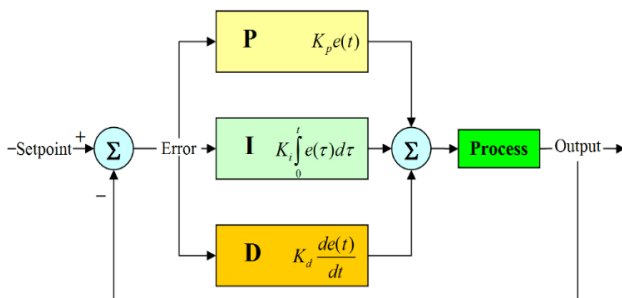 P K_p e(t)
Setpoint + Σ Error I K_i ∫_0^t e(τ)dτ Σ Process Output
−
D K_d de(t)/dt